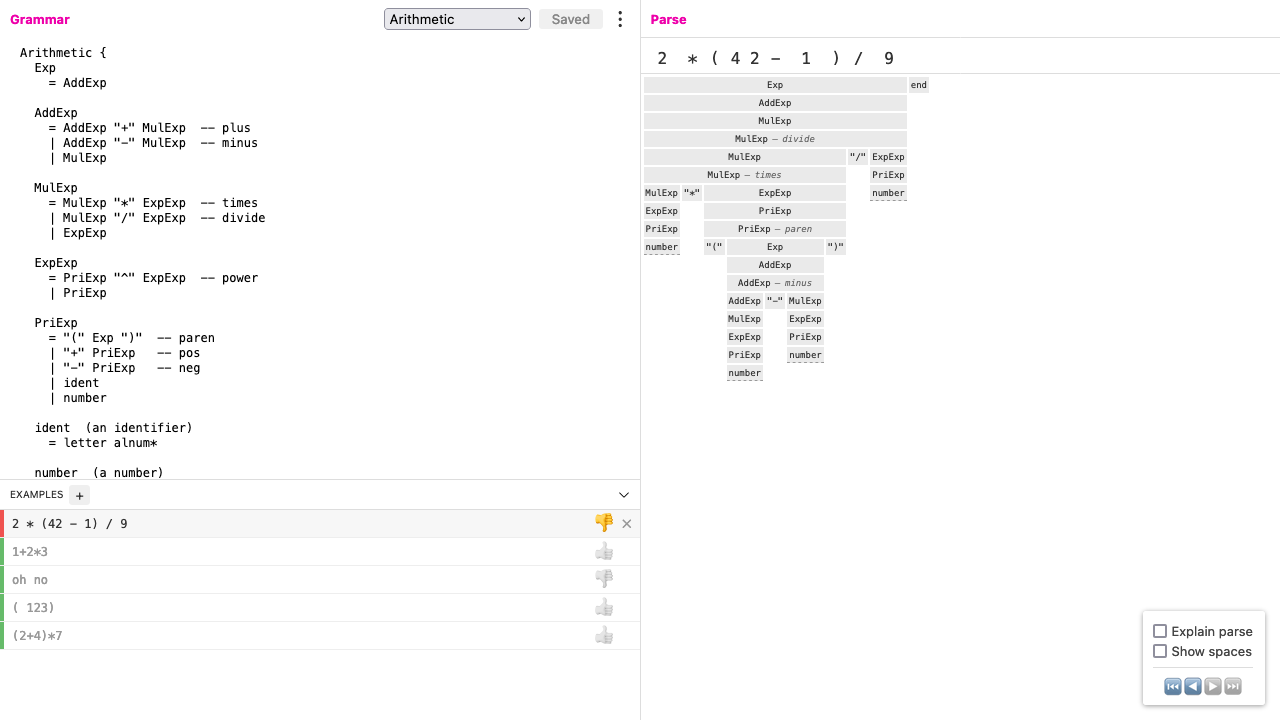 Grammar
Arithmetic
Saved
Arithmetic {
Exp
= AddExp
AddExp
= AddExp "+" MulExp -- plus
| AddExp "-" MulExp -- minus
| MulExp
MulExp
= MulExp "*" ExpExp -- times
| MulExp "/" ExpExp -- divide
| ExpExp
ExpExp
= PriExp "^" ExpExp -- power
| PriExp
PriExp
= "(" Exp ")" -- paren
| "+" PriExp -- pos
| "-" PriExp -- neg
| ident
| number
ident (an identifier)
= letter alnum*
number (a number)
EXAMPLES +
2 * (42 - 1) / 9
1+2*3
oh no
( 123)
(2+4)*7
Parse
2 * ( 4 2 - 1 ) / 9
Exp end
AddExp
MulExp
MulExp — divide
MulExp "/" ExpExp
MulExp — times PriExp
MulExp "*" ExpExp number
ExpExp PriExp
PriExp PriExp — paren
number "(" Exp ")"
AddExp
AddExp — minus
AddExp "-" MulExp
MulExp ExpExp
ExpExp PriExp
PriExp number
number
Explain parse
Show spaces